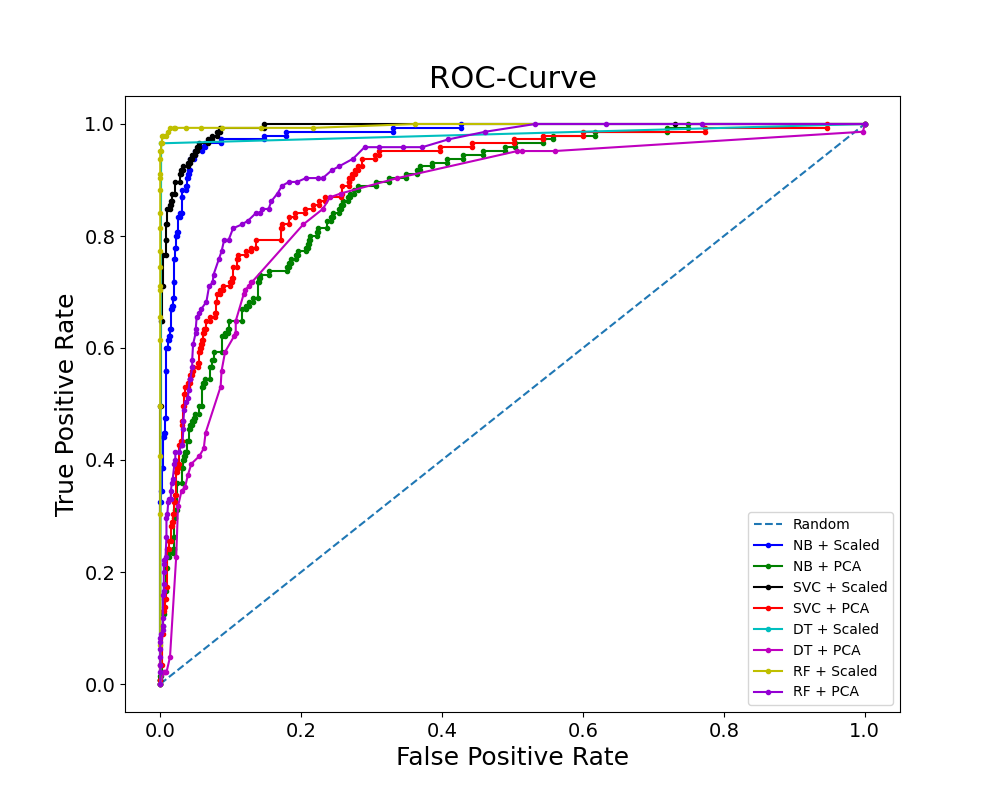 ROC-Curve
True Positive Rate
1.0
0.8
0.6
0.4
0.2
0.0
Random
NB + Scaled
NB + PCA
SVC + Scaled
SVC + PCA
DT + Scaled
DT + PCA
RF + Scaled
RF + PCA
0.0 0.2 0.4 0.6 0.8 1.0
False Positive Rate